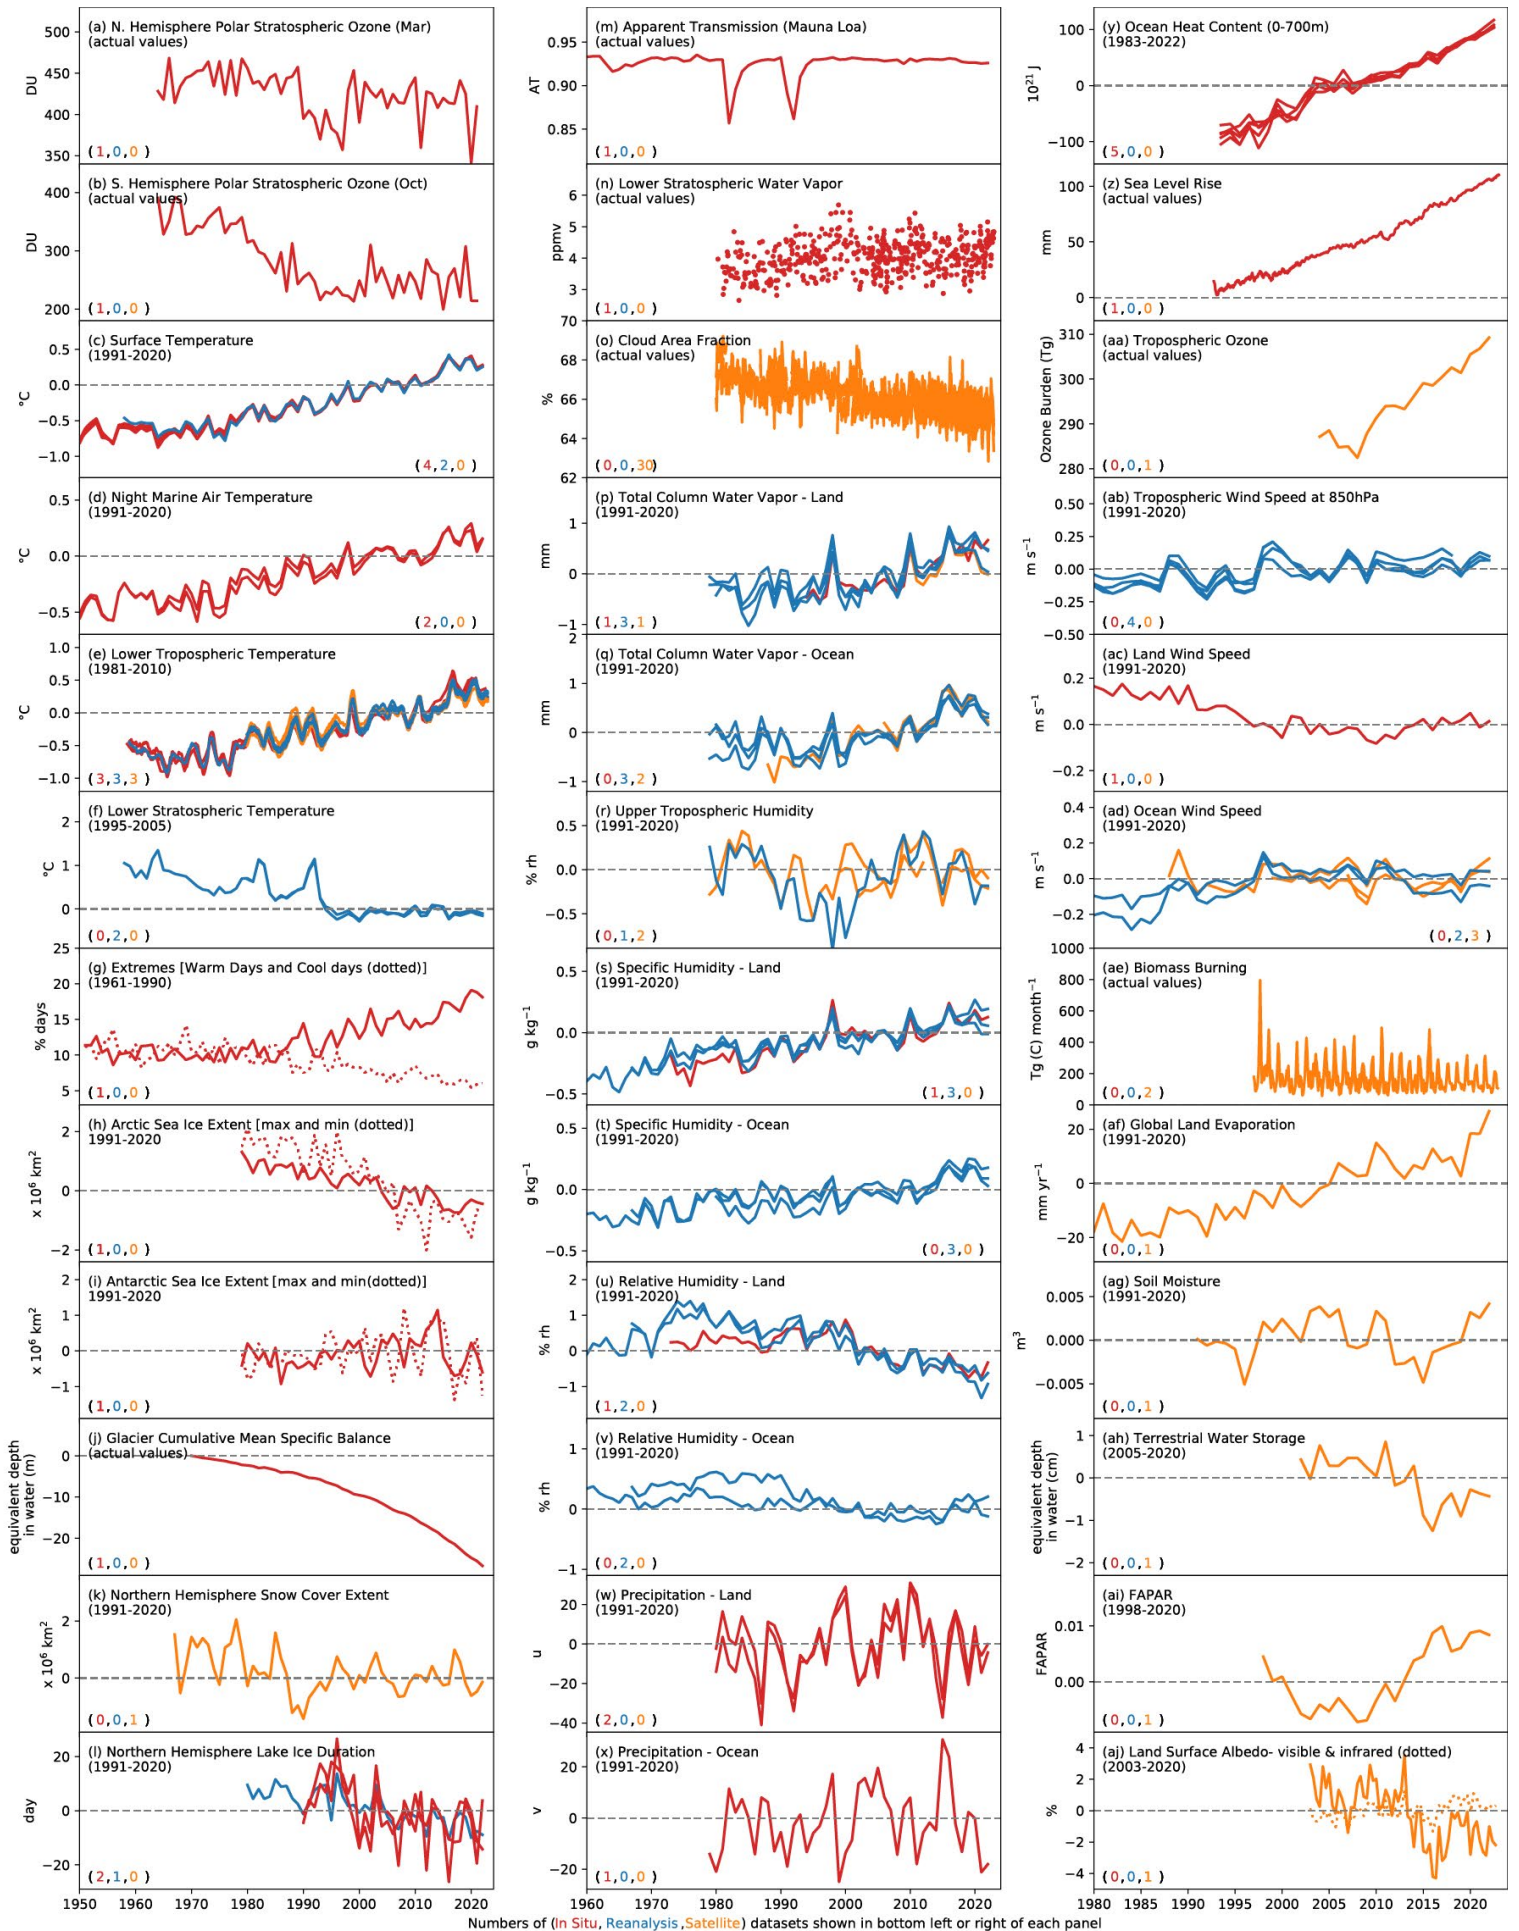 (a) N. Hemisphere Polar Stratospheric Ozone (Mar)
(actual values)
DU
500
450
400
350
(1,0,0 )
(b) S. Hemisphere Polar Stratospheric Ozone (Oct)
(actual values)
DU
400
300
200
(1,0,0 )
(c) Surface Temperature
(1991-2020)
°C
0.5
0.0
−0.5
−1.0
(4,2,0 )
(d) Night Marine Air Temperature
(1991-2020)
°C
0.5
0.0
−0.5
(2,0,0 )
(e) Lower Tropospheric Temperature
(1981-2010)
°C
1.0
0.5
0.0
−0.5
−1.0
(3,3,3 )
(f) Lower Stratospheric Temperature
(1995-2005)
°C
2
1
0
(0,2,0 )
(g) Extremes [Warm Days and Cool days (dotted)]
(1961-1990)
% days
25
20
15
10
5
(1,0,0 )
(h) Arctic Sea Ice Extent [max and min (dotted)]
1991-2020
x 10⁶ km²
2
0
−2
(1,0,0 )
(i) Antarctic Sea Ice Extent [max and min(dotted)]
1991-2020
x 10⁶ km²
2
1
0
−1
(1,0,0 )
(j) Glacier Cumulative Mean Specific Balance
(actual values)
equivalent depth
in water (m)
0
−10
−20
(1,0,0 )
(k) Northern Hemisphere Snow Cover Extent
(1991-2020)
x 10⁶ km²
2
0
(0,0,1 )
(l) Northern Hemisphere Lake Ice Duration
(1991-2020)
day
20
0
−20
(2,1,0 )
1950 1960 1970 1980 1990 2000 2010 2020
(m) Apparent Transmission (Mauna Loa)
(actual values)
AT
0.95
0.90
0.85
(1,0,0 )
(n) Lower Stratospheric Water Vapor
(actual values)
ppmv
6
5
4
3
(1,0,0 )
(o) Cloud Area Fraction
(actual values)
%
70
68
66
64
62
(0,0,30)
(p) Total Column Water Vapor - Land
(1991-2020)
mm
1
0
−1
(1,3,1 )
(q) Total Column Water Vapor - Ocean
(1991-2020)
mm
2
1
0
−1
(0,3,2 )
(r) Upper Tropospheric Humidity
(1991-2020)
% rh
0.5
0.0
−0.5
(0,1,2 )
(s) Specific Humidity - Land
(1991-2020)
g kg⁻¹
0.5
0.0
−0.5
(1,3,0 )
(t) Specific Humidity - Ocean
(1991-2020)
g kg⁻¹
0.5
0.0
−0.5
(0,3,0 )
(u) Relative Humidity - Land
(1991-2020)
% rh
2
1
0
−1
(1,2,0 )
(v) Relative Humidity - Ocean
(1991-2020)
% rh
1
0
−1
(0,2,0 )
(w) Precipitation - Land
(1991-2020)
u
20
0
−20
−40
(2,0,0 )
(x) Precipitation - Ocean
(1991-2020)
v
20
0
−20
(1,0,0 )
1960 1970 1980 1990 2000 2010 2020
(y) Ocean Heat Content (0-700m)
(1983-2022)
10²¹ J
100
0
−100
(5,0,0 )
(z) Sea Level Rise
(actual values)
mm
100
50
0
(1,0,0 )
(aa) Tropospheric Ozone
(actual values)
Ozone Burden (Tg)
310
300
290
280
(0,0,1 )
(ab) Tropospheric Wind Speed at 850hPa
(1991-2020)
m s⁻¹
0.50
0.25
0.00
−0.25
−0.50
(0,4,0 )
(ac) Land Wind Speed
(1991-2020)
m s⁻¹
0.2
0.0
−0.2
(1,0,0 )
(ad) Ocean Wind Speed
(1991-2020)
m s⁻¹
0.4
0.2
0.0
−0.2
(0,2,3 )
(ae) Biomass Burning
(actual values)
Tg (C) month⁻¹
1000
800
600
400
200
0
(0,0,2 )
(af) Global Land Evaporation
(1991-2020)
mm yr⁻¹
20
0
−20
(0,0,1 )
(ag) Soil Moisture
(1991-2020)
m³
0.005
0.000
−0.005
(0,0,1 )
(ah) Terrestrial Water Storage
(2005-2020)
equivalent depth
in water (cm)
1
0
−1
−2
(0,0,1 )
(ai) FAPAR
(1998-2020)
FAPAR
0.01
0.00
(0,0,1 )
(aj) Land Surface Albedo- visible & infrared (dotted)
(2003-2020)
%
4
2
0
−2
−4
(0,0,1 )
1980 1985 1990 1995 2000 2005 2010 2015 2020
Numbers of (In Situ, Reanalysis ,Satellite) datasets shown in bottom left or right of each panel